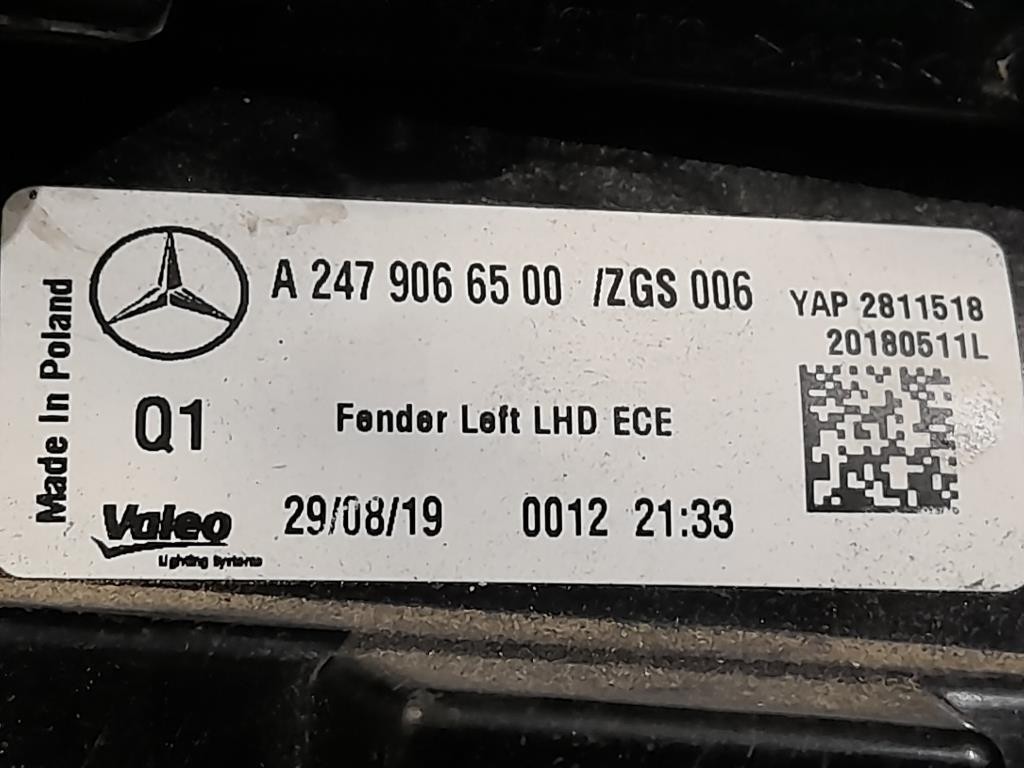 Made In Poland
A 247 906 65 00 /ZGS 006
YAP 2811518
20180511L
Q1
Fender Left LHD ECE
Valeo
Lighting Systems
29/08/19 0012 21:33